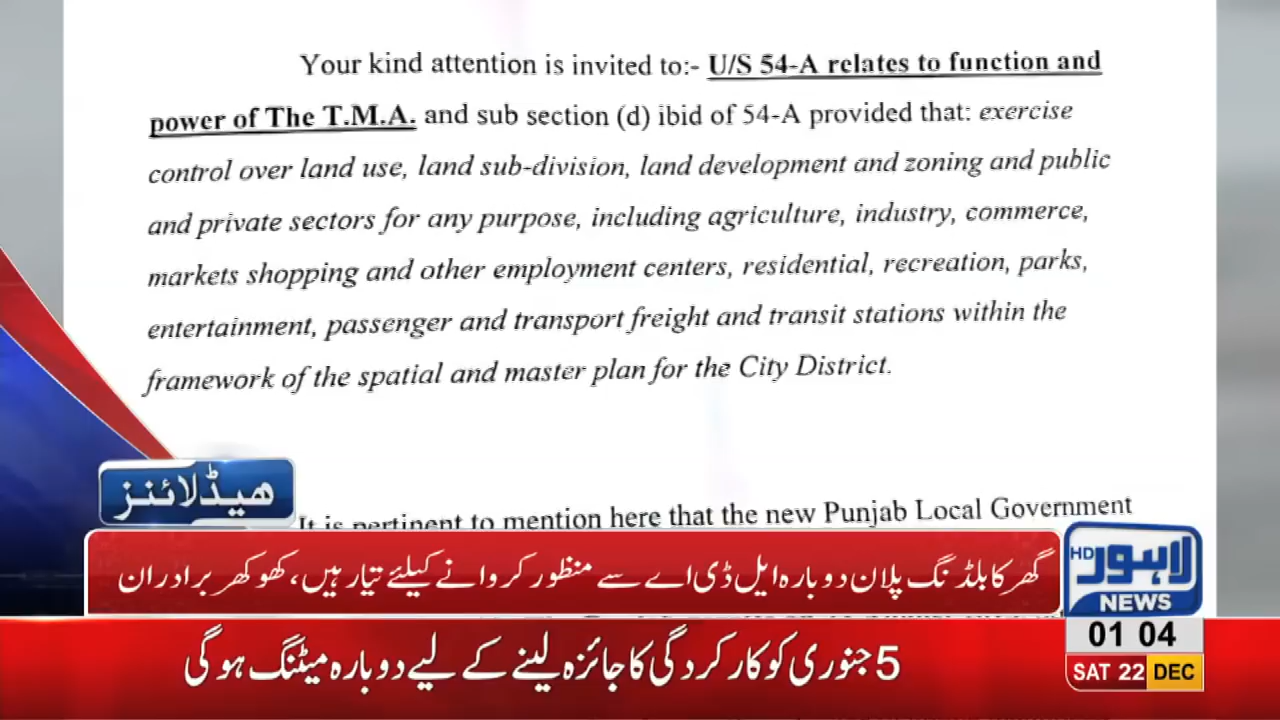 Your kind attention is invited to:- U/S 54-A relates to function and
power of The T.M.A. and sub section (d) ibid of 54-A provided that: exercise
control over land use, land sub-division, land development and zoning and public
and private sectors for any purpose, including agriculture, industry, commerce,
markets shopping and other employment centers, residential, recreation, parks,
entertainment, passenger and transport freight and transit stations within the
framework of the spatial and master plan for the City District.
ہیڈلائنز
It is pertinent to mention here that the new Punjab Local Government
گھر کا بلڈنگ پلان دوبارہ ایل ڈی اے سے منظور کروانے کیلئے تیار ہیں، کھوکھر برادران
HD لاہور
NEWS
01 04
5 جنوری کو کارکردگی کا جائزہ لینے کے لیے دوبارہ میٹنگ ہوگی
SAT 22 DEC